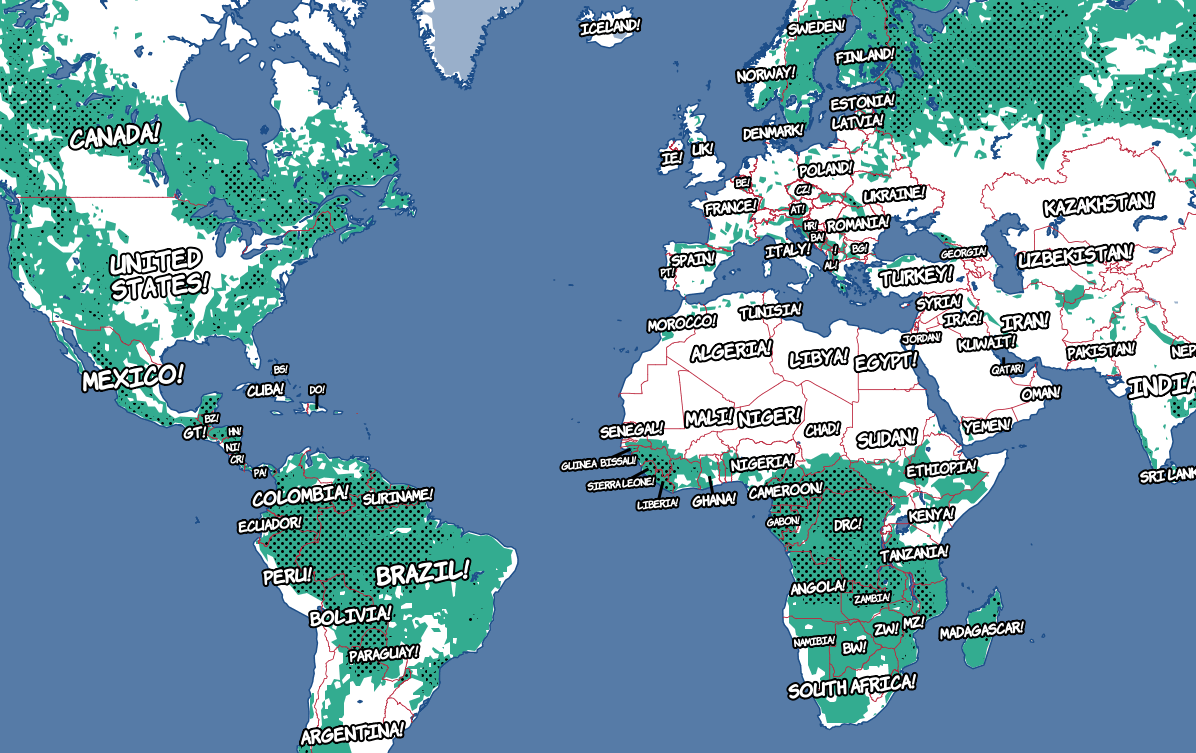 ICELAND!
SWEDEN!
FINLAND!
NORWAY!
ESTONIA!
LATVIA!
DENMARK!
CANADA!
IE!
UK!
POLAND!
BE!
CZ!
UKRAINE!
FRANCE!
AT!
KAZAKHSTAN!
HR!
ROMANIA!
BA!
ITALY!
!
BG!
SPAIN!
PT!
AL!
GEORGIA!
UZBEKISTAN!
UNITED
STATES!
TURKEY!
SYRIA!
MOROCCO!
TUNISIA!
IRAQ!
IRAN!
JORDAN!
KUWAIT!
ALGERIA!
LIBYA!
EGYPT!
PAKISTAN!
NEP
QATAR!
MEXICO!
BS!
CUBA!
DO!
OMAN!
INDIA
BZ!
GT!
HN!
NI!
CR!
PA!
SENEGAL!
MALI!
NIGER!
CHAD!
SUDAN!
YEMEN!
GUINEA BISSAU!
NIGERIA!
ETHIOPIA!
SRI LANK
SIERRA LEONE!
LIBERIA!
GHANA!
CAMEROON!
COLOMBIA!
SURINAME!
ECUADOR!
GABON!
DRC!
KENYA!
TANZANIA!
PERU!
BRAZIL!
ANGOLA!
ZAMBIA!
BOLIVIA!
ZW!
MZ!
MADAGASCAR!
NAMIBIA!
BW!
PARAGUAY!
SOUTH AFRICA!
ARGENTINA!